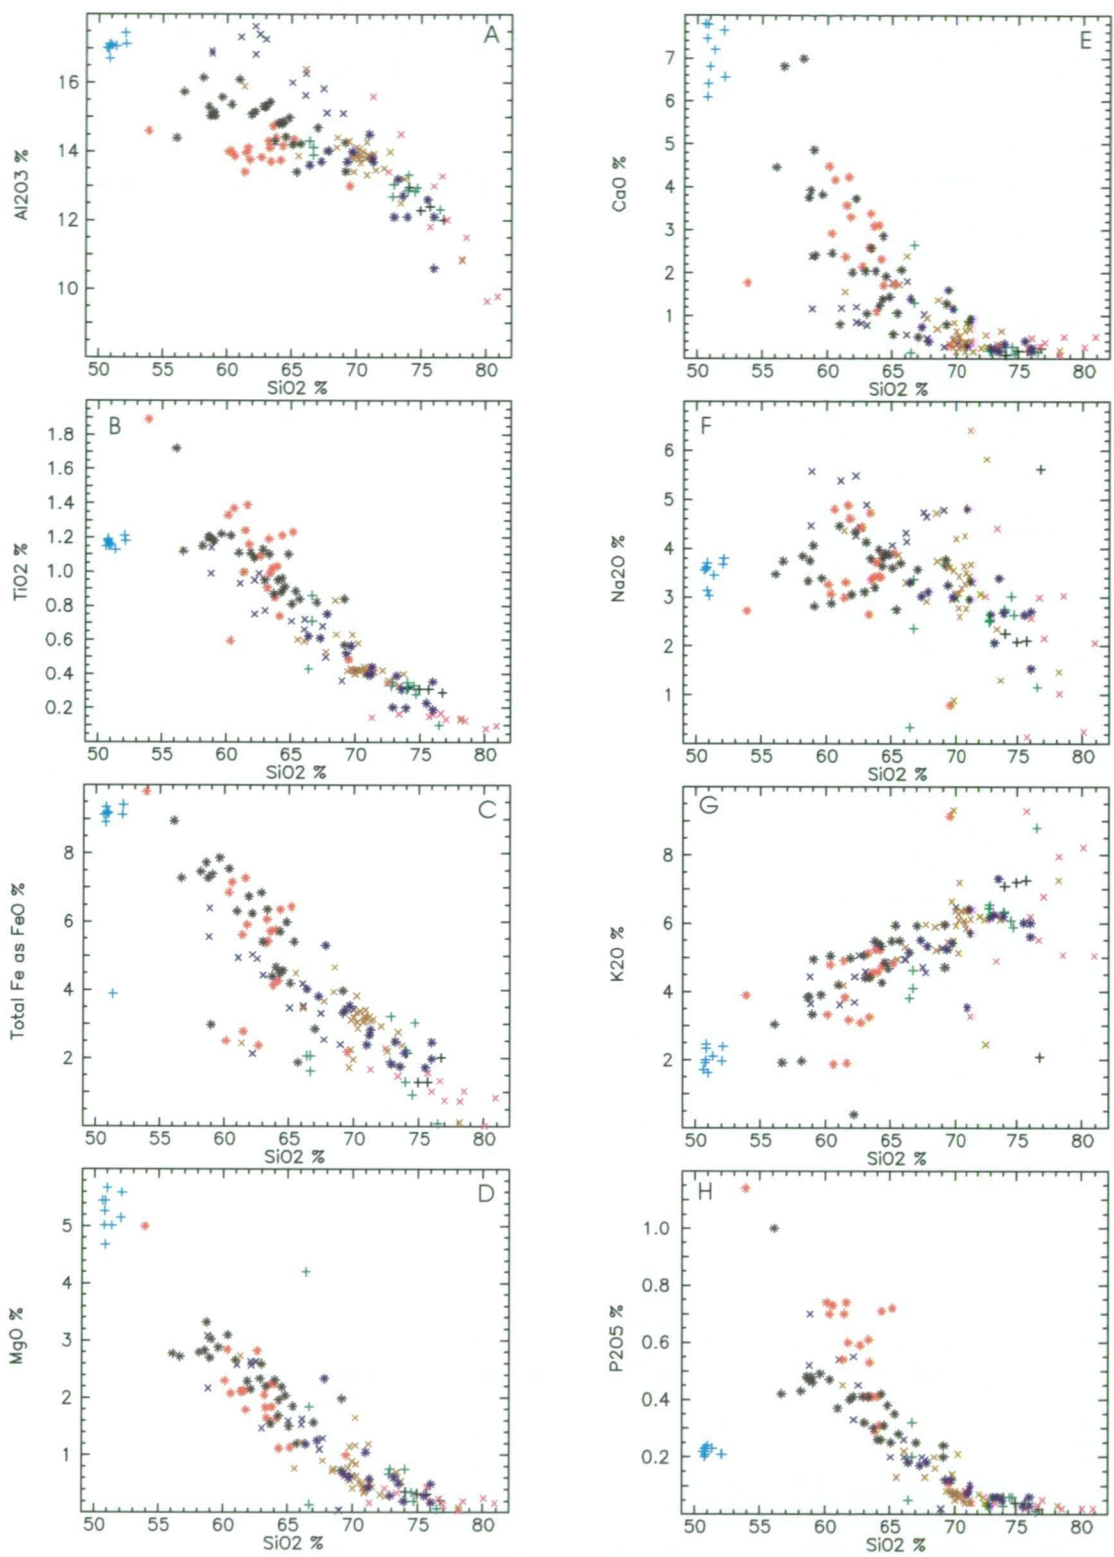 A
Al2O3 %
16
14
12
10
50 55 60 65 70 75 80
SiO2 %
B
TiO2 %
1.8
1.6
1.4
1.2
1.0
0.8
0.6
0.4
0.2
50 55 60 65 70 75 80
SiO2 %
C
Total Fe as FeO %
8
6
4
2
50 55 60 65 70 75 80
SiO2 %
D
MgO %
5
4
3
2
1
50 55 60 65 70 75 80
SiO2 %
E
CaO %
7
6
5
4
3
2
1
50 55 60 65 70 75 80
SiO2 %
F
Na2O %
6
5
4
3
2
1
50 55 60 65 70 75 80
SiO2 %
G
K2O %
8
6
4
2
50 55 60 65 70 75 80
SiO2 %
H
P2O5 %
1.0
0.8
0.6
0.4
0.2
50 55 60 65 70 75 80
SiO2 %